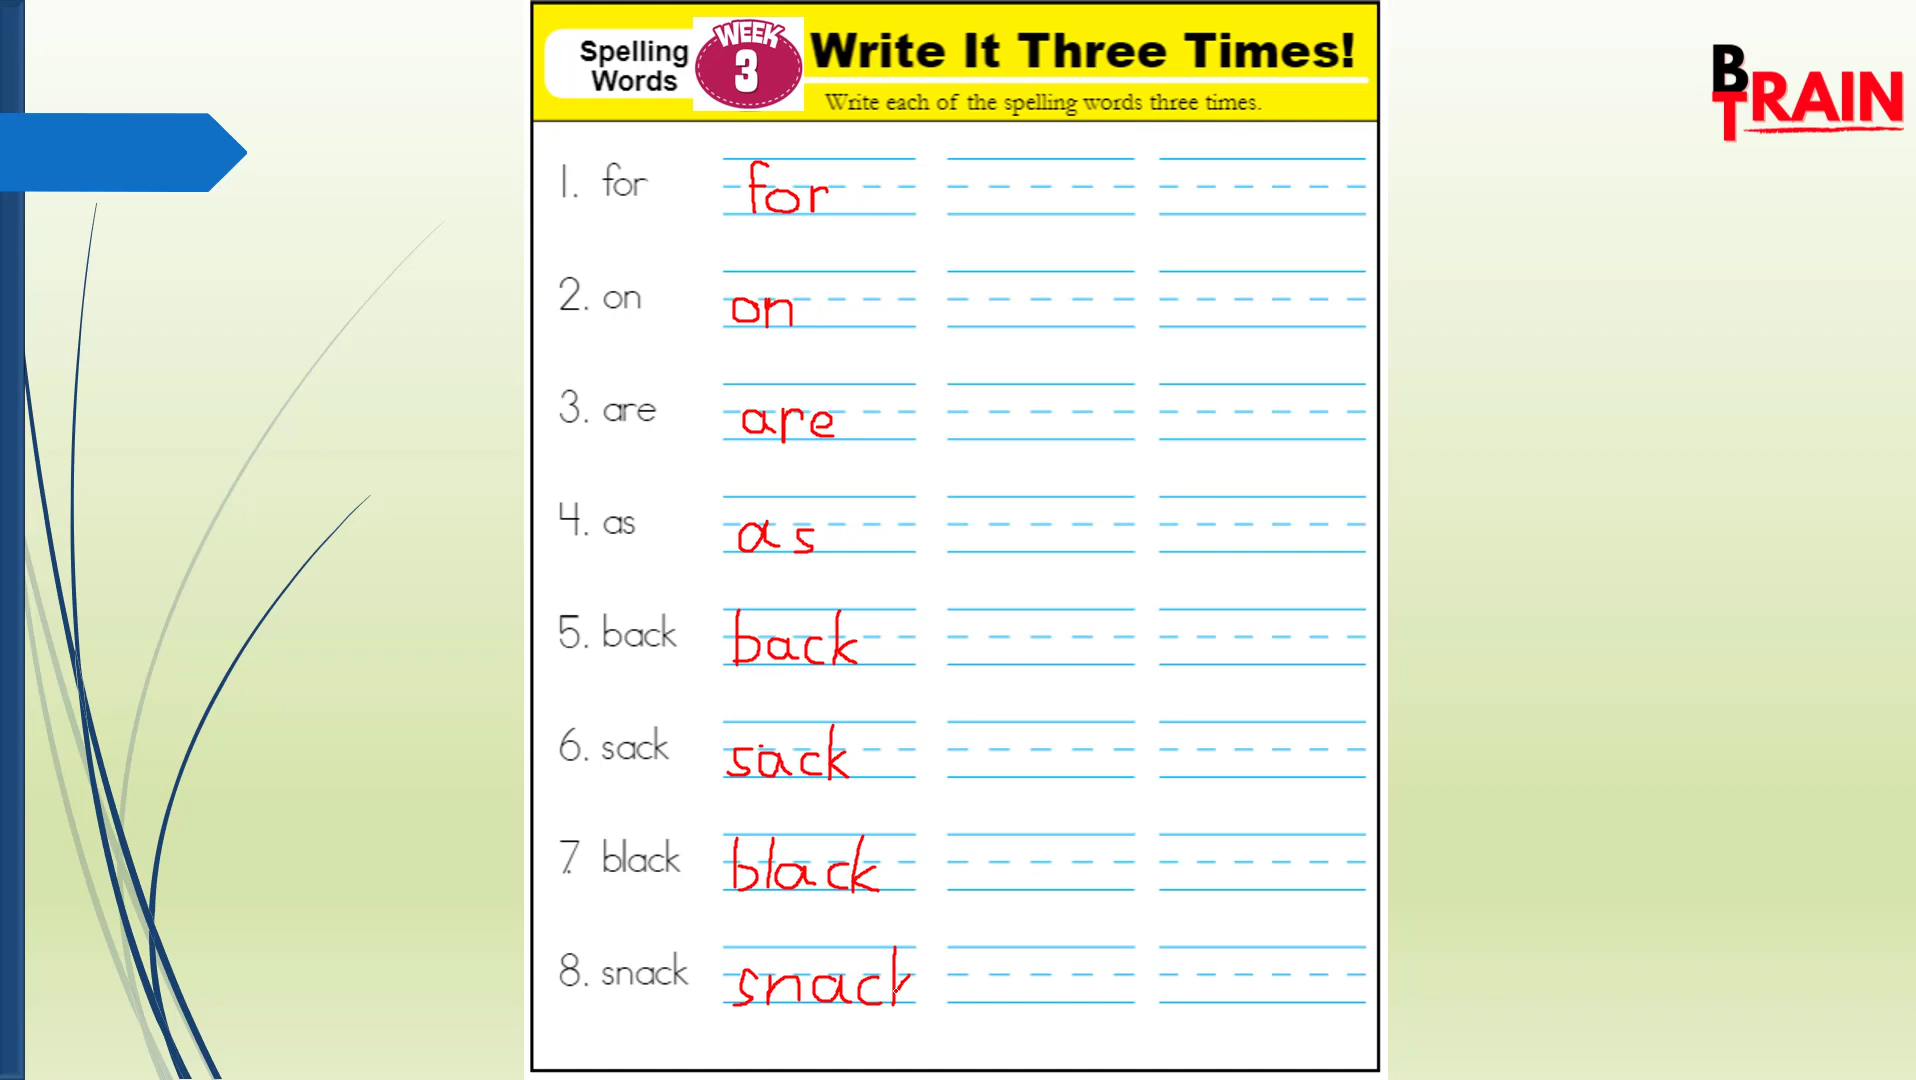 Spelling Words
WEEK 3
Write It Three Times!
Write each of the spelling words three times.
B
TRAIN
1. for for
2. on on
3. are are
4. as as
5. back back
6. sack sack
7. black black
8. snack snack